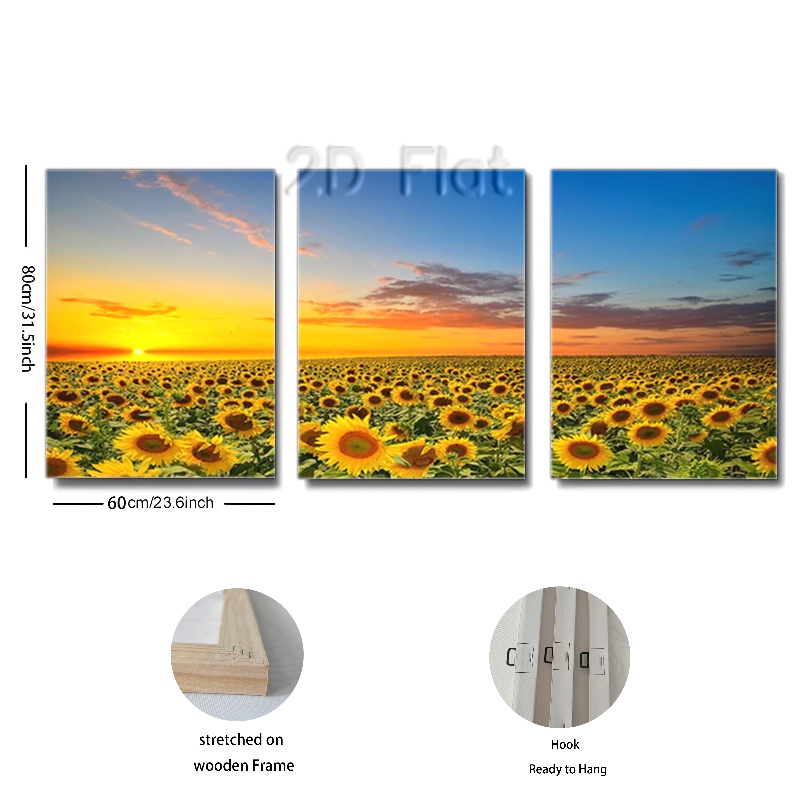 2D Flat
80cm/31.5inch
60cm/23.6inch
stretched on
wooden Frame
Hook
Ready to Hang